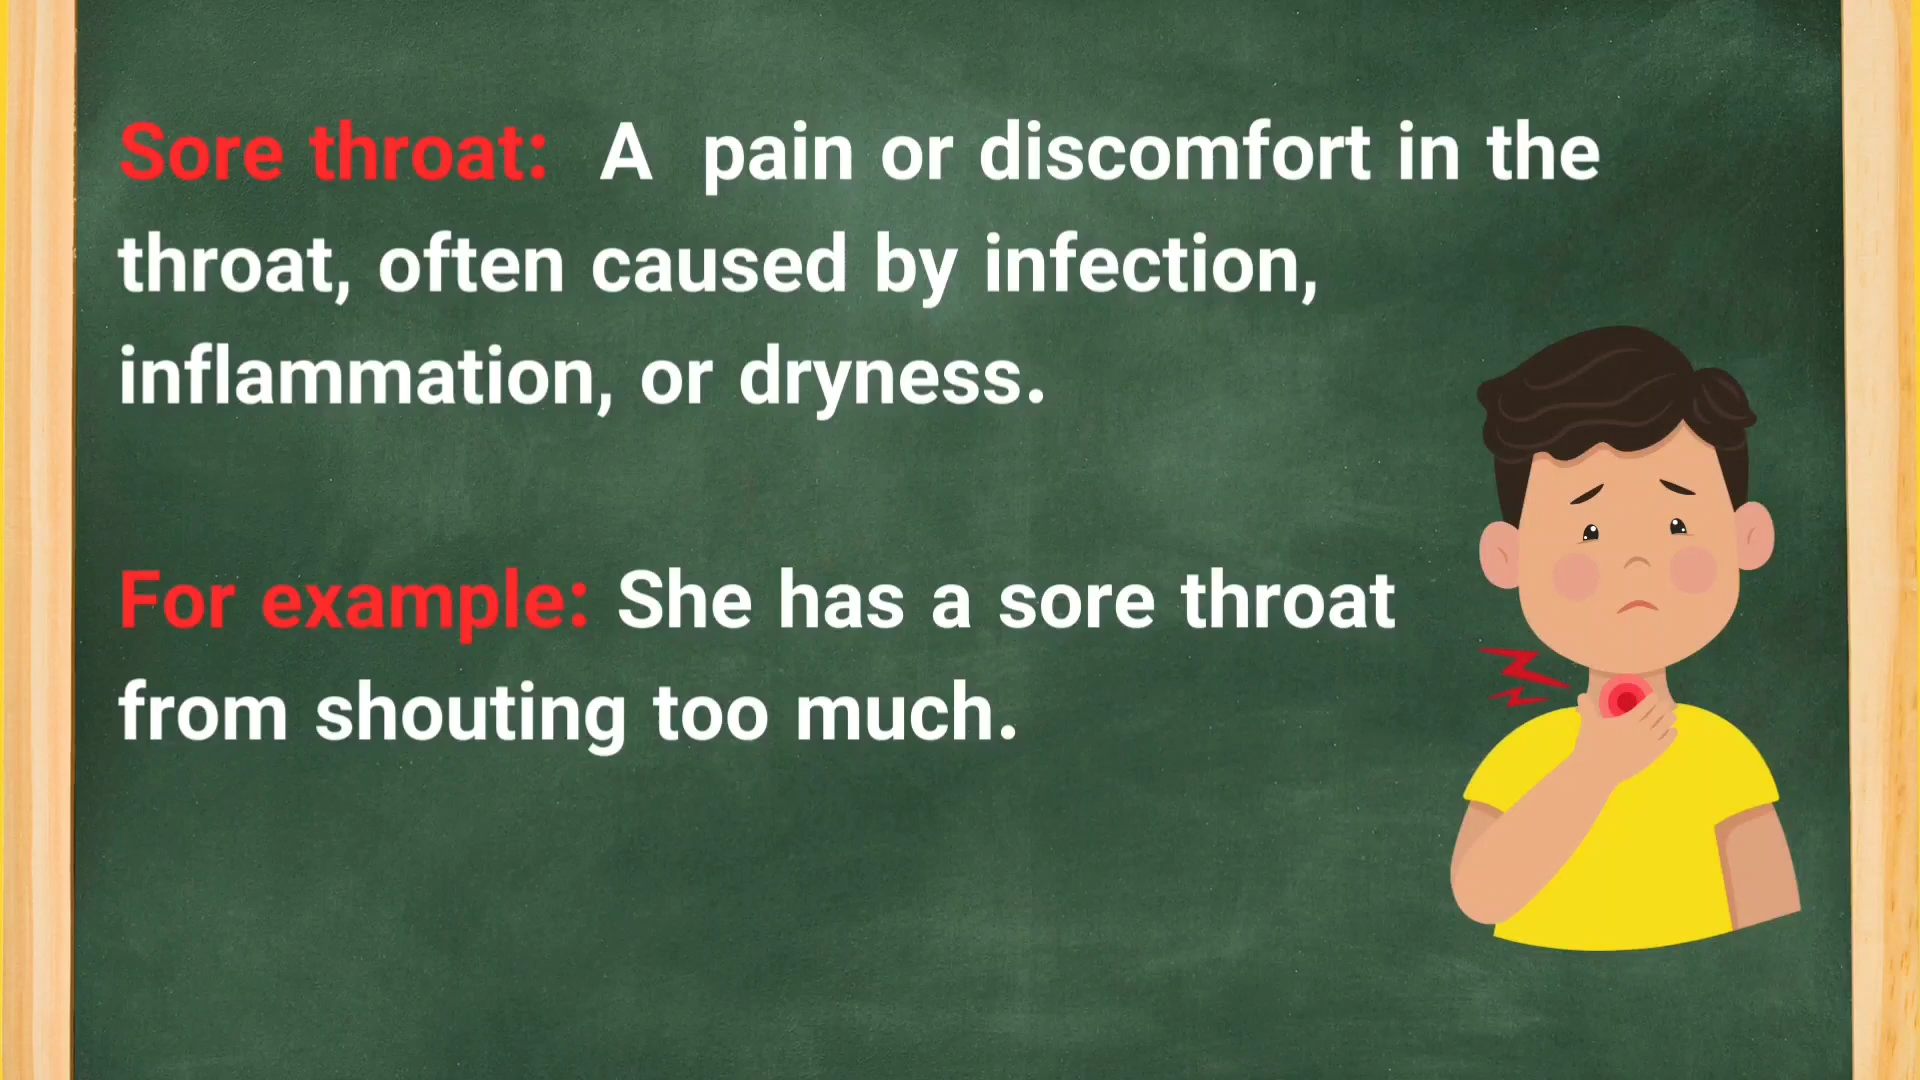 Sore throat: A pain or discomfort in the
throat, often caused by infection,
inflammation, or dryness.
For example: She has a sore throat
from shouting too much.